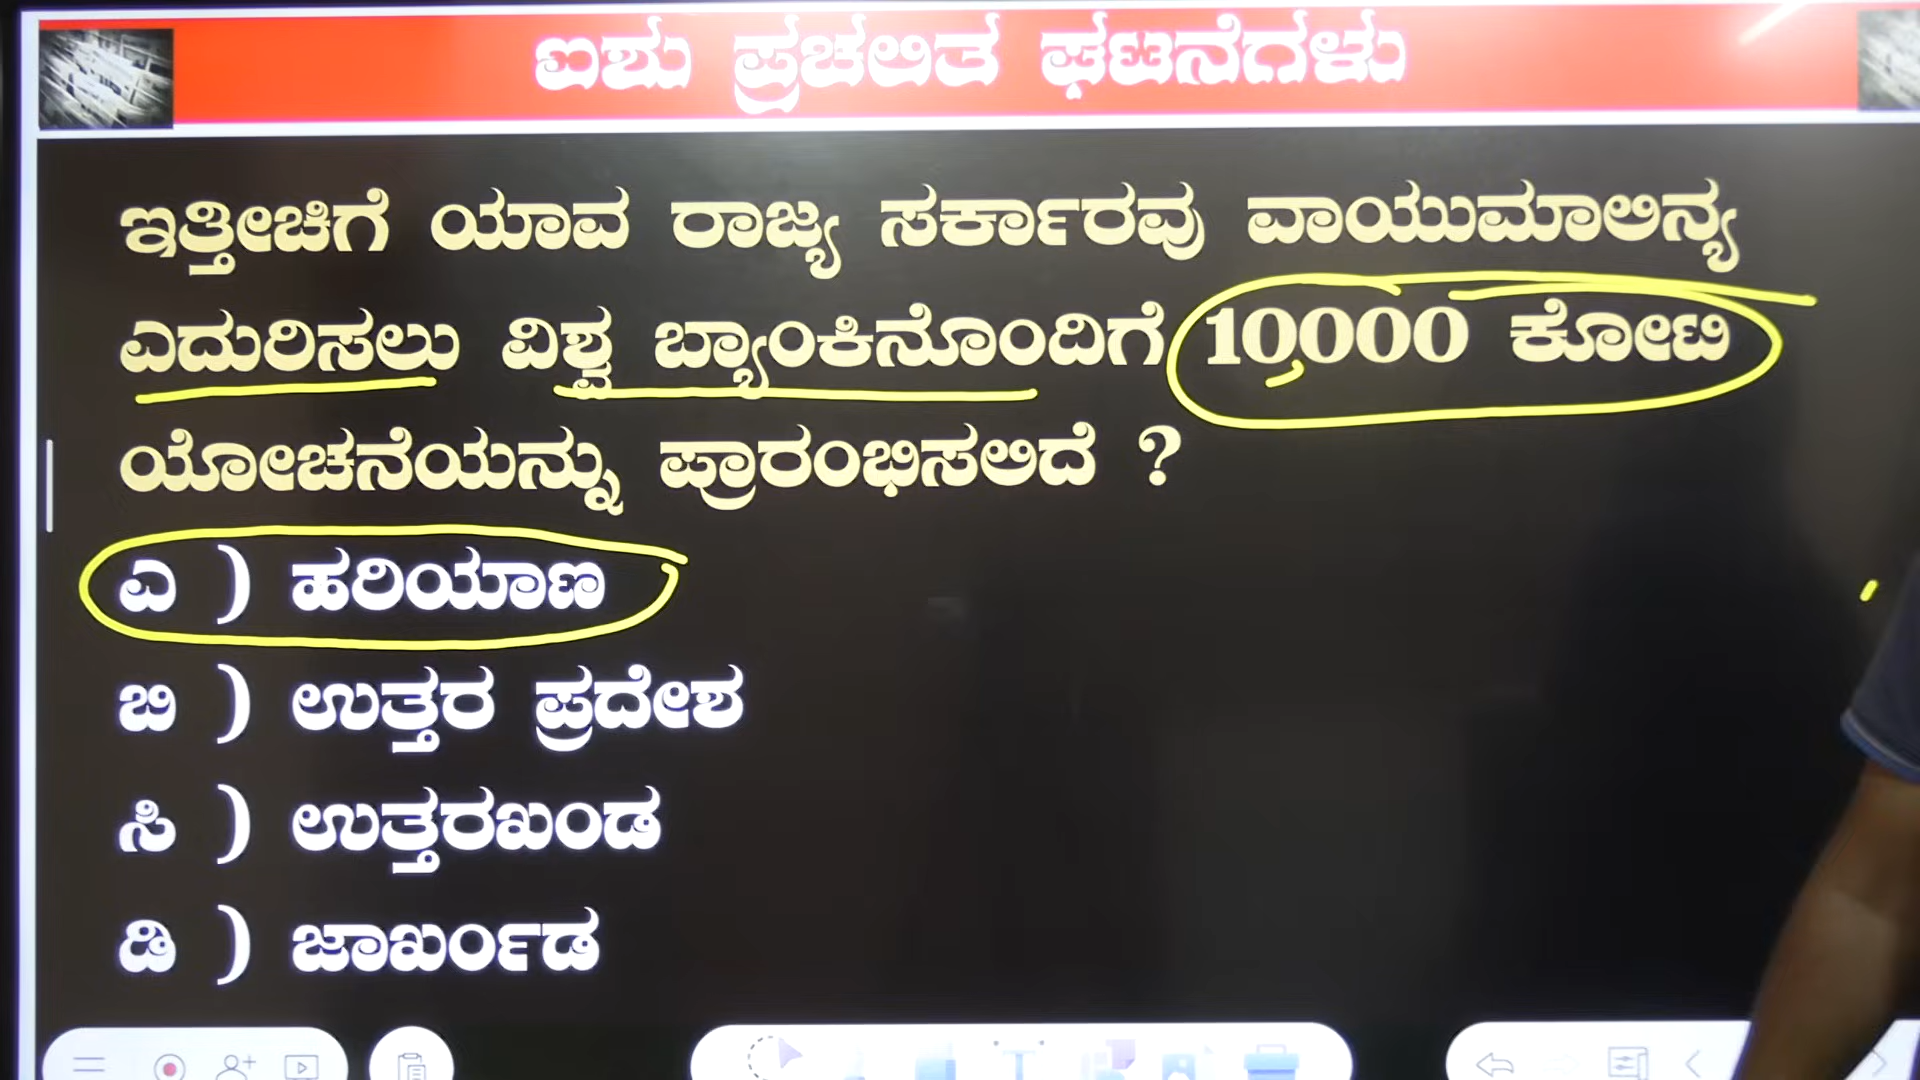 ಐಶು ಪ್ರಚಲಿತ ಘಟನೆಗಳು
ಇತ್ತೀಚಿಗೆ ಯಾವ ರಾಜ್ಯ ಸರ್ಕಾರವು ವಾಯುಮಾಲಿನ್ಯ
ಎದುರಿಸಲು ವಿಶ್ವ ಬ್ಯಾಂಕಿನೊಂದಿಗೆ 10,000 ಕೋಟಿ
ಯೋಚನೆಯನ್ನು ಪ್ರಾರಂಭಿಸಲಿದೆ ?
ಎ ) ಹರಿಯಾಣ
ಬಿ ) ಉತ್ತರ ಪ್ರದೇಶ
ಸಿ ) ಉತ್ತರಖಂಡ
ಡಿ ) ಜಾರ್ಖಂಡ